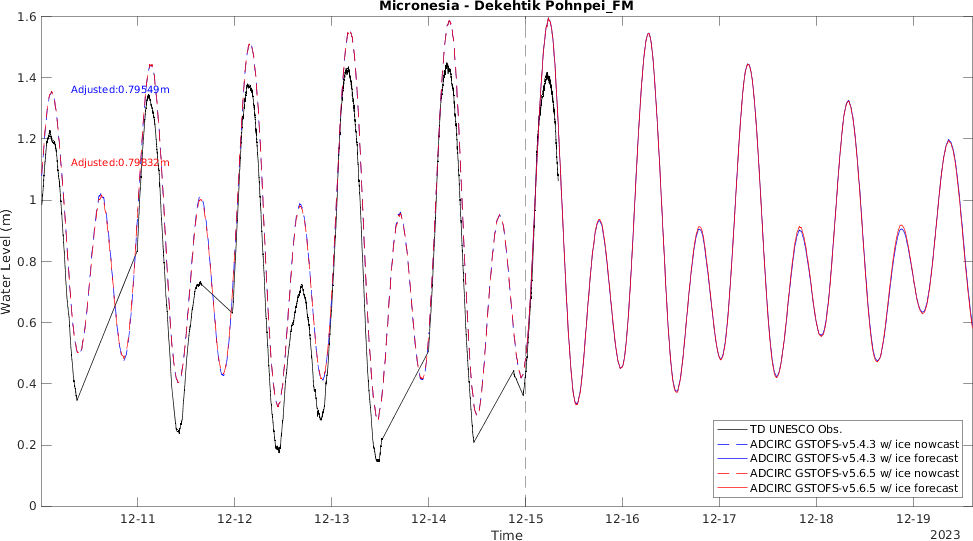 Micronesia - Dekehtik Pohnpei_FM
1.6
1.4
1.2
1
0.8
0.6
0.4
0.2
0
Water Level (m)
Adjusted:0.79549m
Adjusted:0.79832m
TD UNESCO Obs.
ADCIRC GSTOFS-v5.4.3 w/ ice nowcast
ADCIRC GSTOFS-v5.4.3 w/ ice forecast
ADCIRC GSTOFS-v5.6.5 w/ ice nowcast
ADCIRC GSTOFS-v5.6.5 w/ ice forecast
12-11 12-12 12-13 12-14 12-15 12-16 12-17 12-18 12-19
Time
2023